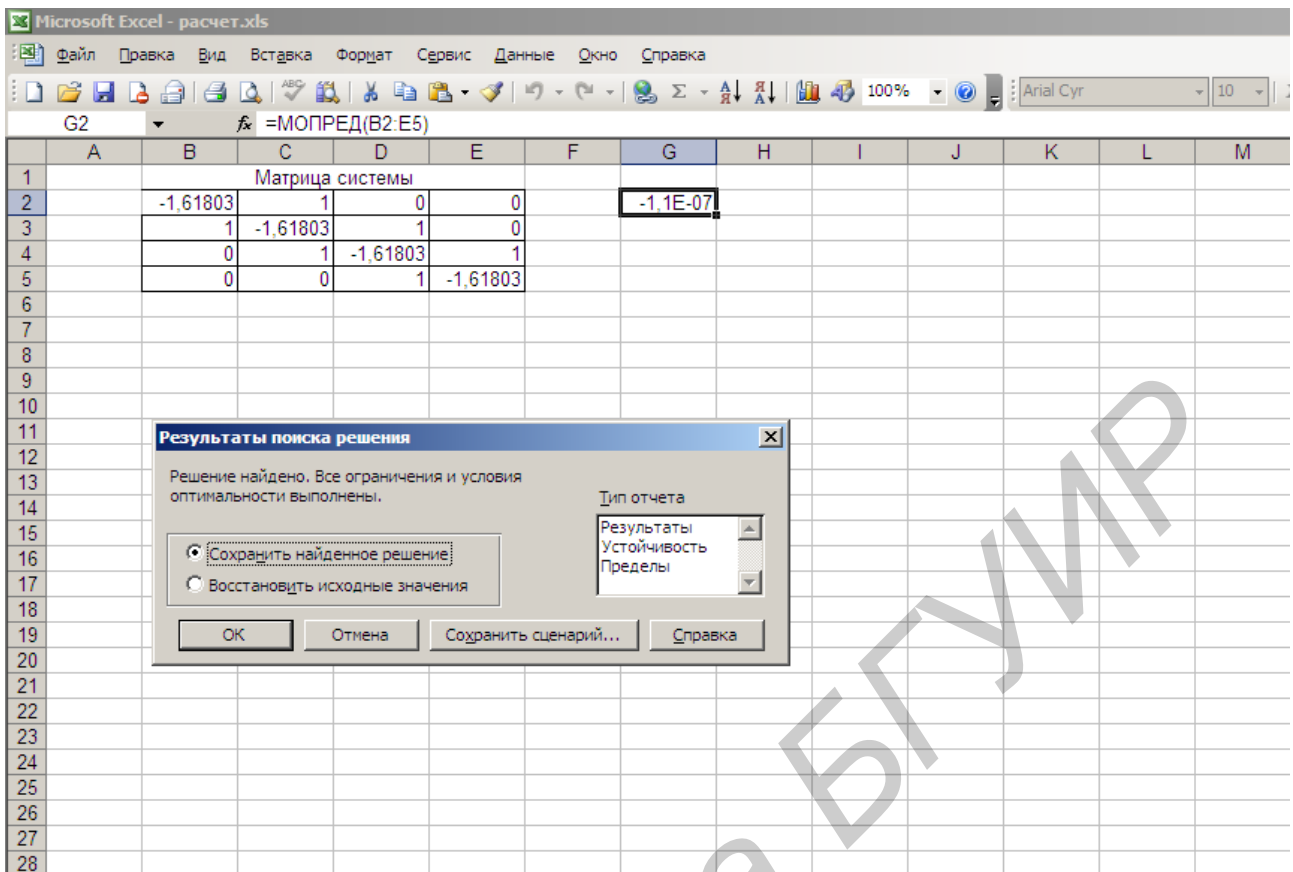 Microsoft Excel - расчет.xls
Файл Правка Вид Вставка Формат Сервис Данные Окно Справка
100% Arial Cyr 10
G2 fx =МОПРЕД(B2:E5)
A B C D E F G H I J K L M
1 Матрица системы
2 -1,61803 1 0 0 -1,1E-07
3 1 -1,61803 1 0
4 0 1 -1,61803 1
5 0 0 1 -1,61803
6
7
8
9
10
11
12
13
14
15
16
17
18
19
20
21
22
23
24
25
26
27
28
Результаты поиска решения
Решение найдено. Все ограничения и условия
оптимальности выполнены.
Тип отчета
Результаты
Устойчивость
Пределы
Сохранить найденное решение
Восстановить исходные значения
ОК Отмена Сохранить сценарий... Справка
БГУИР